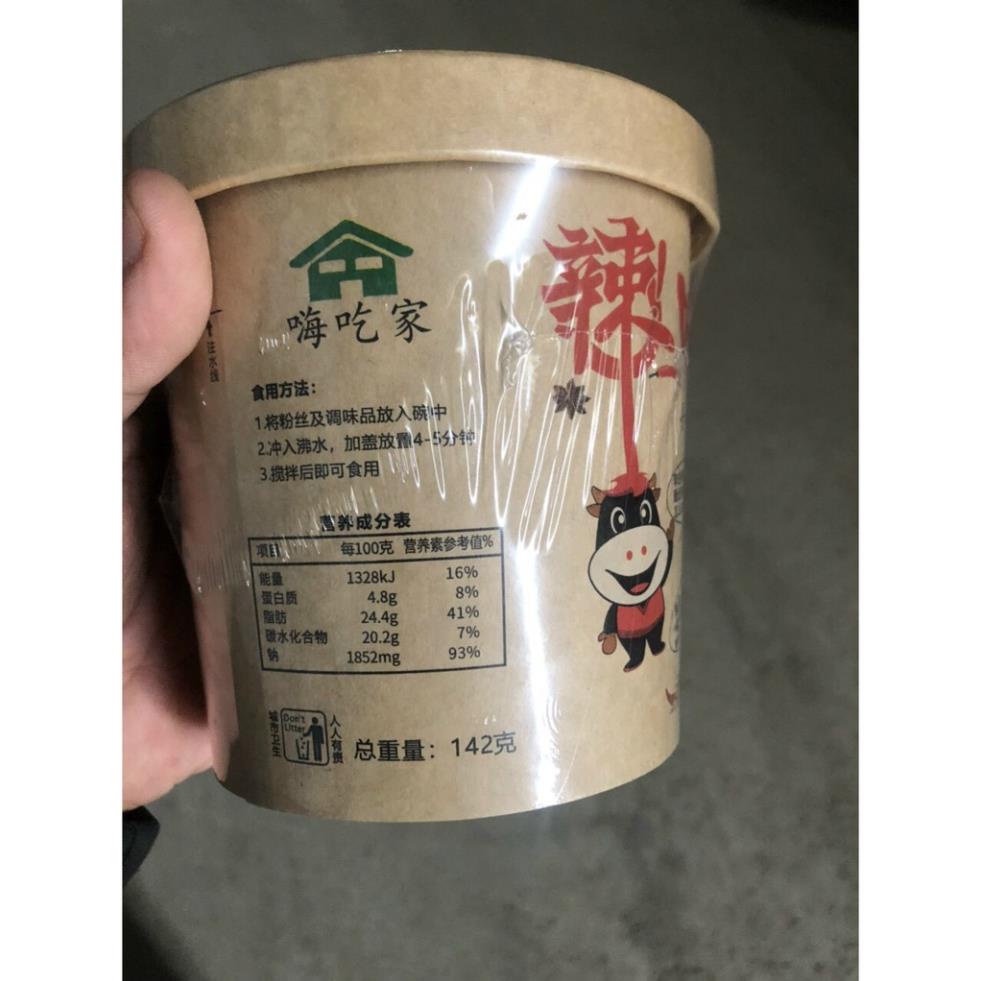 嗨吃家
辣
注水线
食用方法：
1.将粉丝及调味品放入碗中
2.冲入沸水，加盖放置4-5分钟
3.搅拌后即可食用
营养成分表
项目 每100克 营养素参考值%
能量 1328kJ 16%
蛋白质 4.8g 8%
脂肪 24.4g 41%
碳水化合物 20.2g 7%
钠 1852mg 93%
城市卫生
Don't
Litter
人人有责
总重量：142克